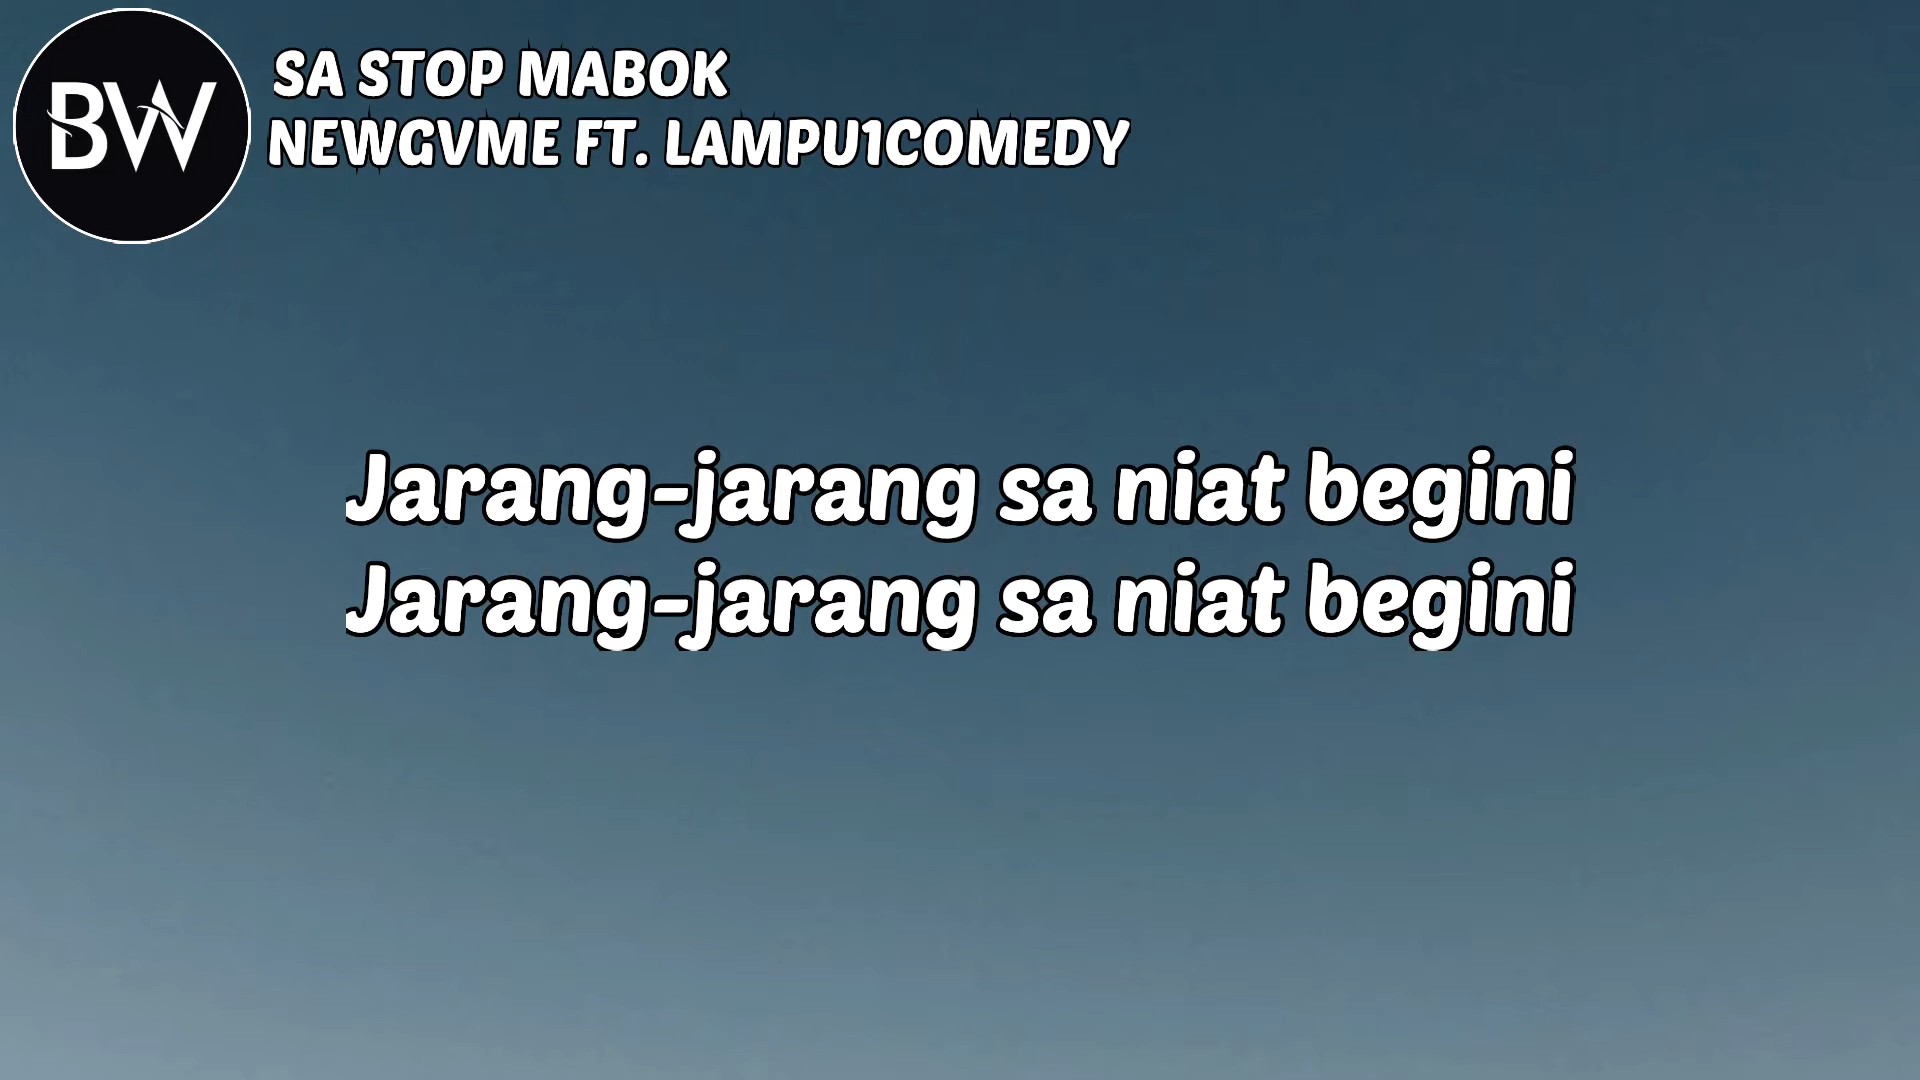 BW
SA STOP MABOK
NEWGVME FT. LAMPU1COMEDY
Jarang-jarang sa niat begini
Jarang-jarang sa niat begini